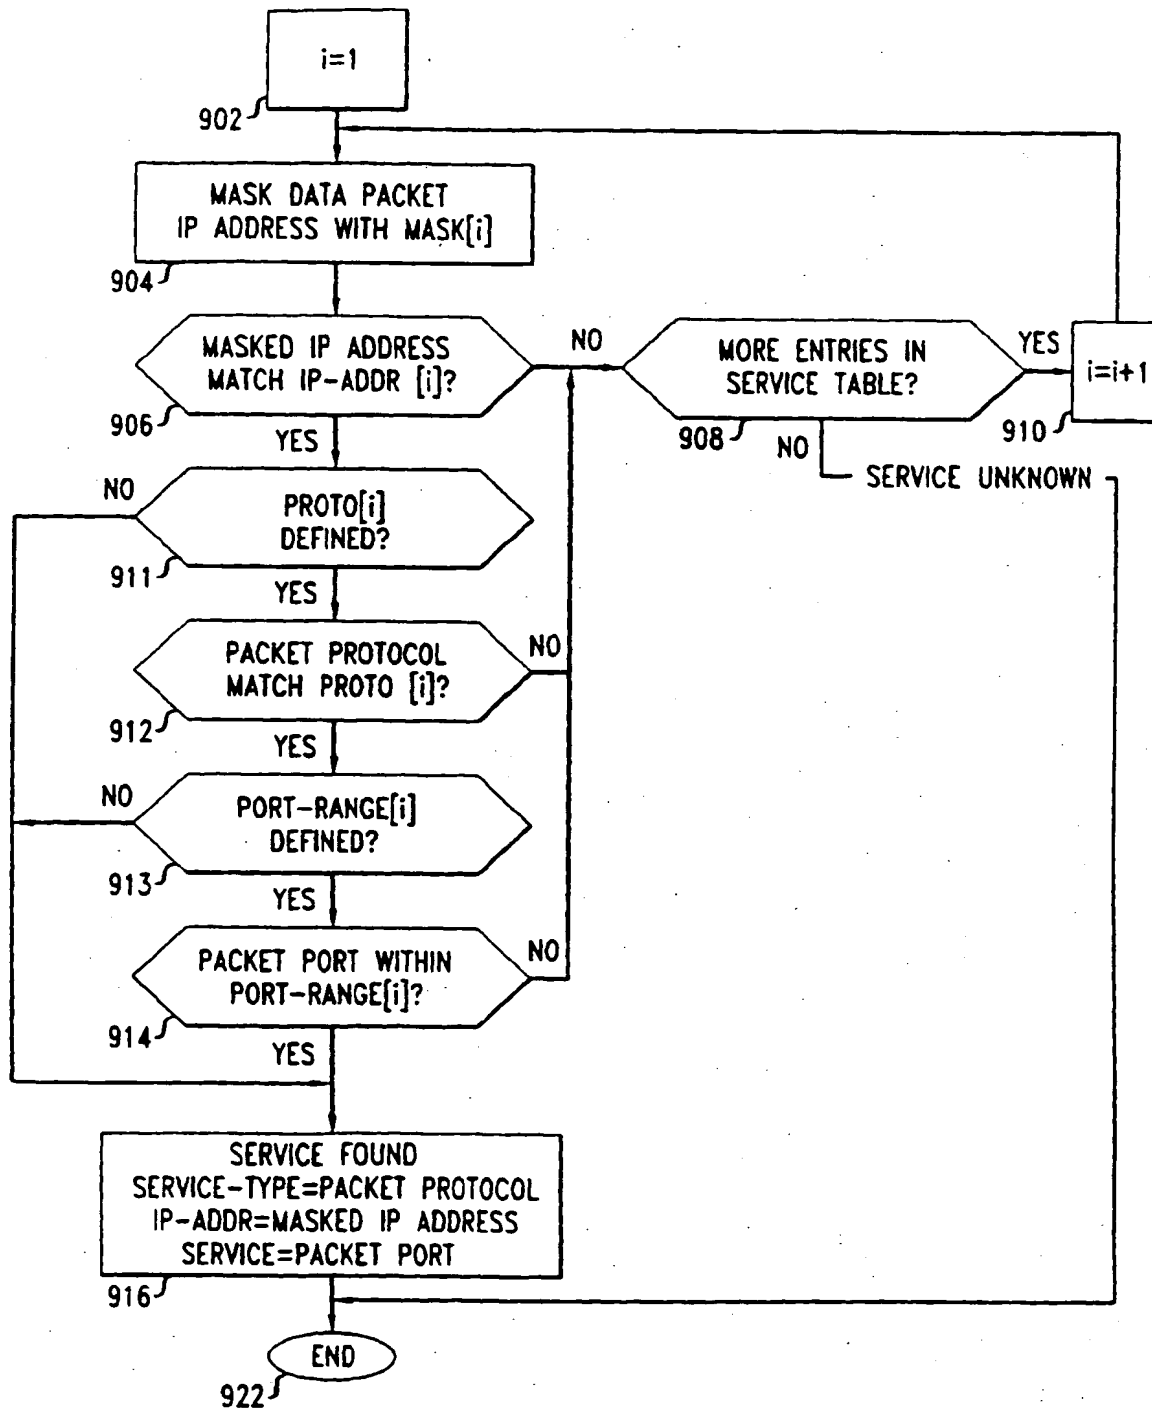 i=1
902
MASK DATA PACKET
IP ADDRESS WITH MASK[i]
904
MASKED IP ADDRESS
MATCH IP-ADDR [i]?
906
NO
YES
MORE ENTRIES IN
SERVICE TABLE?
908
YES
NO
i=i+1
910
SERVICE UNKNOWN
PROTO[i]
DEFINED?
911
NO
YES
PACKET PROTOCOL
MATCH PROTO [i]?
912
NO
YES
PORT-RANGE[i]
DEFINED?
913
NO
YES
PACKET PORT WITHIN
PORT-RANGE[i]?
914
NO
YES
SERVICE FOUND
SERVICE-TYPE=PACKET PROTOCOL
IP-ADDR=MASKED IP ADDRESS
SERVICE=PACKET PORT
916
END
922